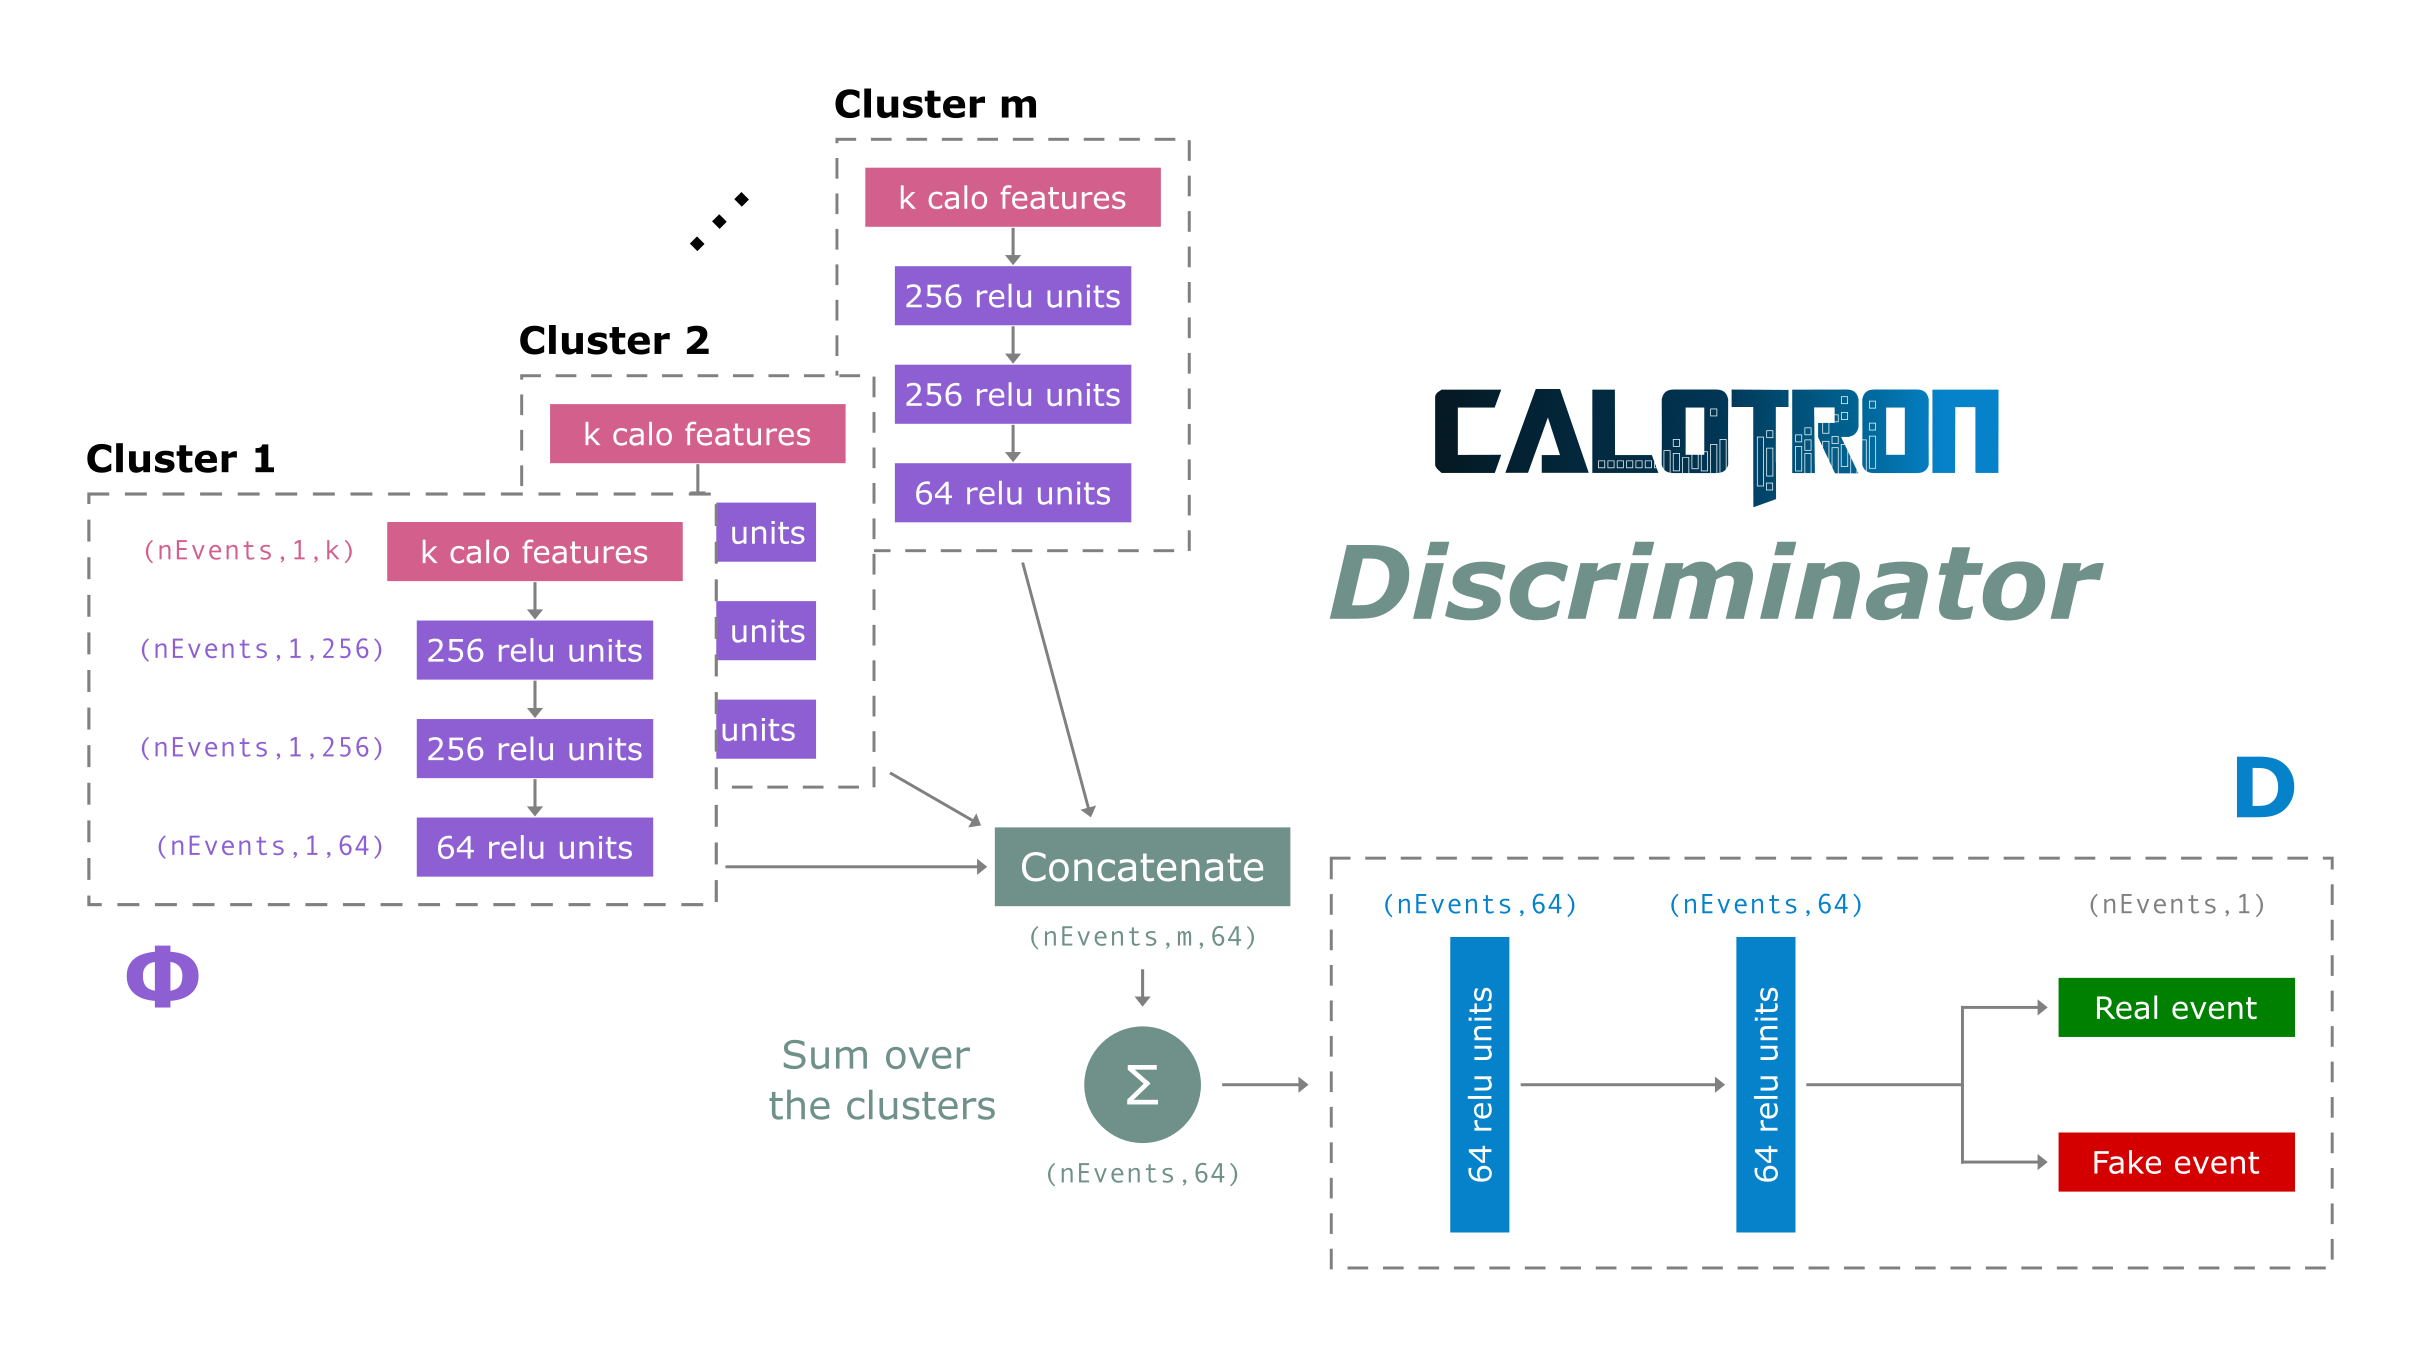 Cluster m
k calo features
256 relu units
256 relu units
64 relu units
Cluster 2
k calo features
units
units
units
Cluster 1
(nEvents,1,k)
k calo features
(nEvents,1,256)
256 relu units
(nEvents,1,256)
256 relu units
(nEvents,1,64)
64 relu units
Φ
CALOTRON
Discriminator
Concatenate
(nEvents,m,64)
Sum over
the clusters
Σ
(nEvents,64)
D
(nEvents,64)
64 relu units
(nEvents,64)
64 relu units
(nEvents,1)
Real event
Fake event